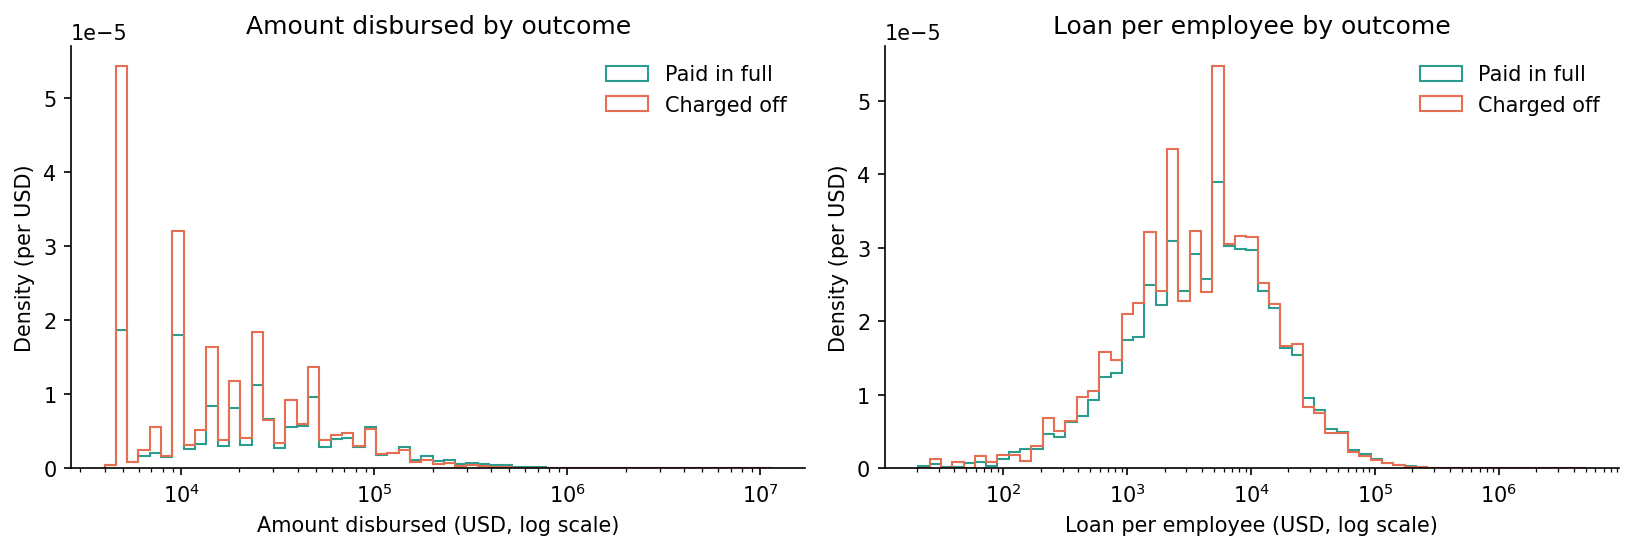 Amount disbursed by outcome
1e−5
Paid in full
Charged off
Density (per USD)
5
4
3
2
1
0
10⁴
10⁵
10⁶
10⁷
Amount disbursed (USD, log scale)
Loan per employee by outcome
1e−5
Paid in full
Charged off
Density (per USD)
5
4
3
2
1
0
10²
10³
10⁴
10⁵
10⁶
Loan per employee (USD, log scale)